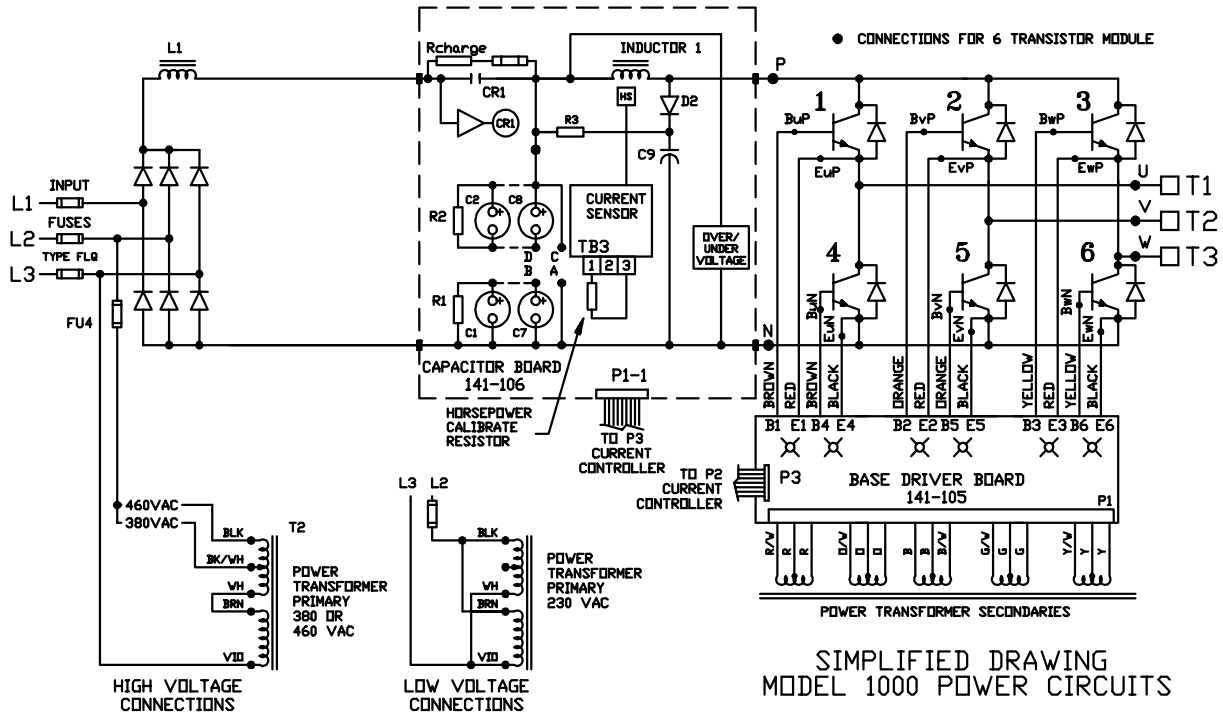 L1
Rcharge
INDUCTOR 1
CONNECTIONS FOR 6 TRANSISTOR MODULE
P
CR1
CR1
HS
D2
R3
C9
1
2
3
BuP
BvP
BwP
EuP
EvP
EwP
INPUT
L1
FUSES
L2
TYPE FLQ
L3
FU4
R2
C2
C8
CURRENT
SENSOR
TB3
1 2 3
D
B
C
A
R1
C1
C7
OVER/
UNDER
VOLTAGE
U
T1
V
T2
W
T3
4
5
6
BuN
EuN
BvN
EvN
BwN
EwN
N
CAPACITOR BOARD
141-106
P1-1
HORSEPOWER
CALIBRATE
RESISTOR
TO P3
CURRENT
CONTROLLER
BROWN
RED
BROWN
BLACK
ORANGE
RED
ORANGE
BLACK
YELLOW
RED
YELLOW
BLACK
B1 E1 B4 E4
B2 E2 B5 E5
B3 E3 B6 E6
TO P2
CURRENT
CONTROLLER
P3
BASE DRIVER BOARD
141-105
P1
R/W
R
R
O/W
O
O
B
B
B/W
G/W
G
G
Y/W
Y
Y
POWER TRANSFORMER SECONDARIES
460VAC
380VAC
T2
BLK
BK/WH
WH
BRN
VIO
POWER
TRANSFORMER
PRIMARY
380 OR
460 VAC
HIGH VOLTAGE
CONNECTIONS
L3 L2
BLK
WH
BRN
VIO
POWER
TRANSFORMER
PRIMARY
230 VAC
LOW VOLTAGE
CONNECTIONS
SIMPLIFIED DRAWING
MODEL 1000 POWER CIRCUITS